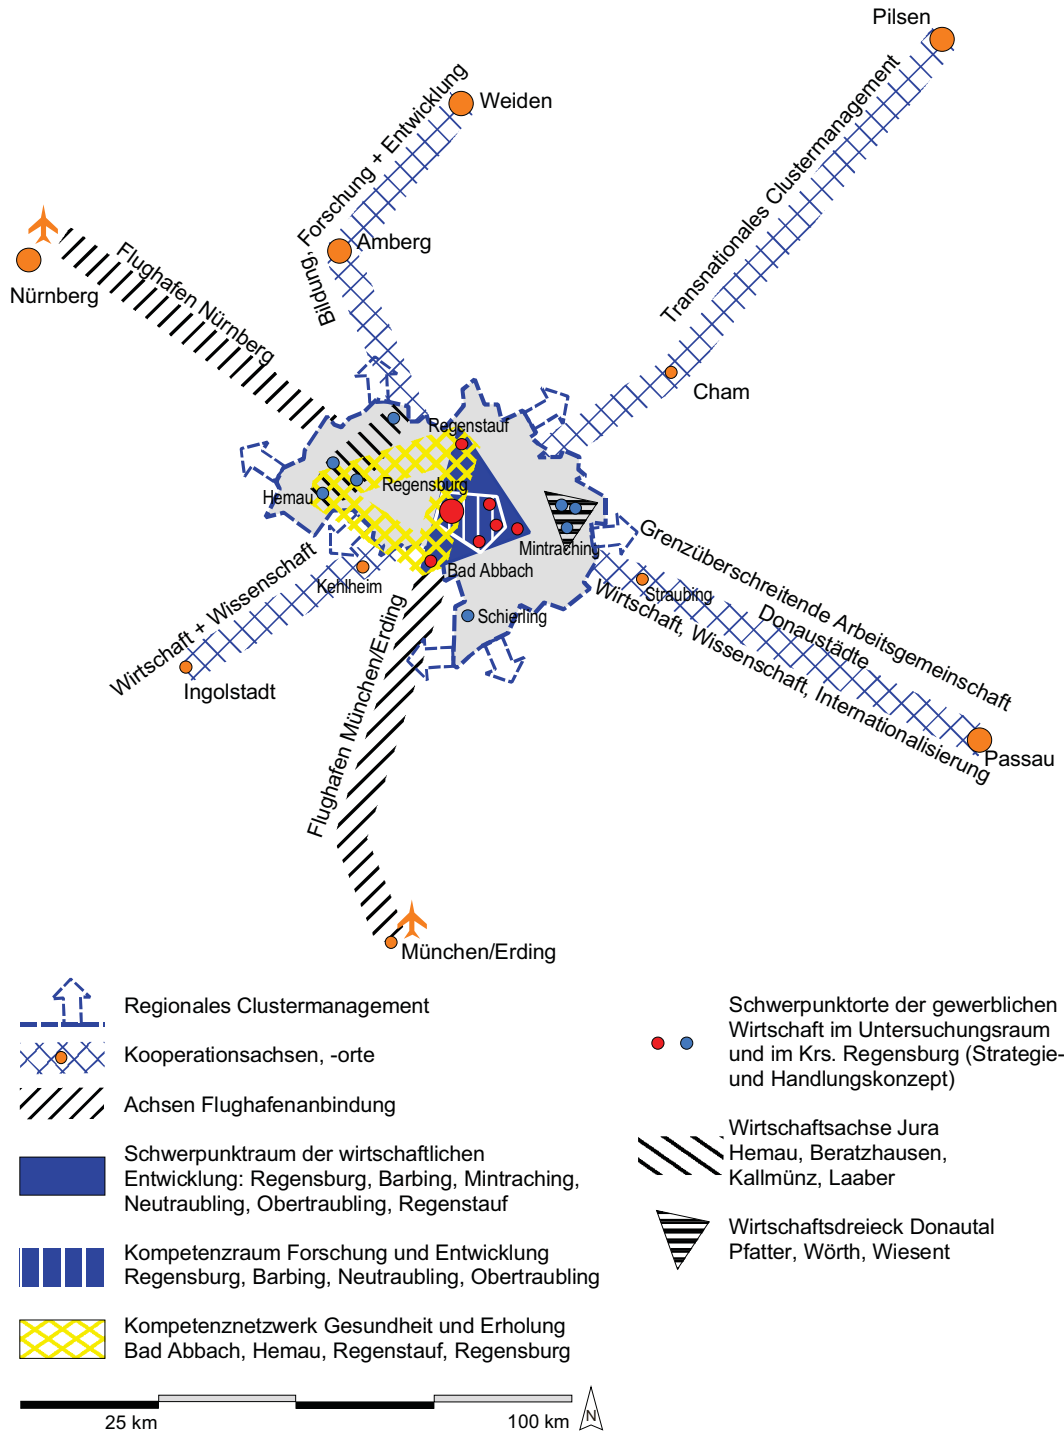 Pilsen
Weiden
Bildung, Forschung + Entwicklung
Transnationales Clustermanagement
Amberg
Nürnberg
Flughafen Nürnberg
Cham
Regenstauf
Regensburg
Hemau
Mintraching
Bad Abbach
Kehlheim
Wirtschaft + Wissenschaft
Ingolstadt
Schierling
Straubing
Grenzüberschreitende Arbeitsgemeinschaft
Donaustädte
Wirtschaft, Wissenschaft, Internationalisierung
Passau
Flughafen München/Erding
München/Erding
Regionales Clustermanagement
Kooperationsachsen, -orte
Achsen Flughafenanbindung
Schwerpunktraum der wirtschaftlichen
Entwicklung: Regensburg, Barbing, Mintraching,
Neutraubling, Obertraubling, Regenstauf
Kompetenzraum Forschung und Entwicklung
Regensburg, Barbing, Neutraubling, Obertraubling
Kompetenznetzwerk Gesundheit und Erholung
Bad Abbach, Hemau, Regenstauf, Regensburg
Schwerpunktorte der gewerblichen
Wirtschaft im Untersuchungsraum
und im Krs. Regensburg (Strategie-
und Handlungskonzept)
Wirtschaftsachse Jura
Hemau, Beratzhausen,
Kallmünz, Laaber
Wirtschaftsdreieck Donautal
Pfatter, Wörth, Wiesent
25 km
100 km
N